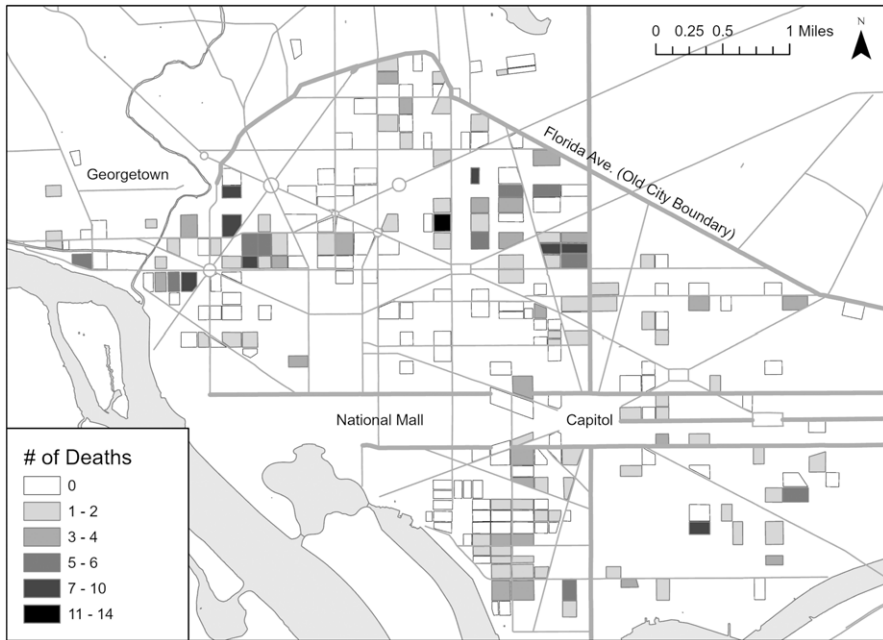 N
0 0.25 0.5 1 Miles
Florida Ave. (Old City Boundary)
Georgetown
National Mall
Capitol
# of Deaths
0
1 - 2
3 - 4
5 - 6
7 - 10
11 - 14